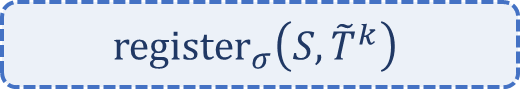 register_σ(S, T̃^k)